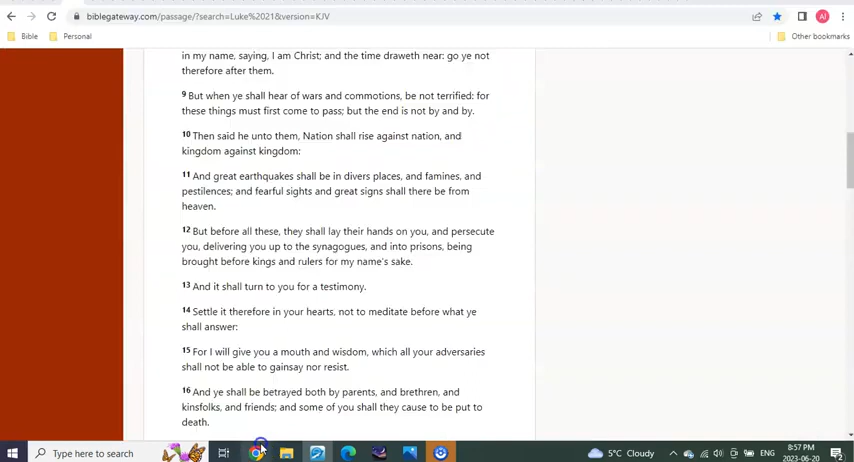 biblegateway.com/passage/?search=Luke%2021&version=KJV
Bible
Personal
Other bookmarks
in my name, saying, I am Christ; and the time draweth near: go ye not
therefore after them.
9 But when ye shall hear of wars and commotions, be not terrified: for
these things must first come to pass; but the end is not by and by.
10 Then said he unto them, Nation shall rise against nation, and
kingdom against kingdom:
11 And great earthquakes shall be in divers places, and famines, and
pestilences; and fearful sights and great signs shall there be from
heaven.
12 But before all these, they shall lay their hands on you, and persecute
you, delivering you up to the synagogues, and into prisons, being
brought before kings and rulers for my name's sake.
13 And it shall turn to you for a testimony.
14 Settle it therefore in your hearts, not to meditate before what ye
shall answer:
15 For I will give you a mouth and wisdom, which all your adversaries
shall not be able to gainsay nor resist.
16 And ye shall be betrayed both by parents, and brethren, and
kinsfolks, and friends; and some of you shall they cause to be put to
death.
Type here to search
5°C Cloudy
ENG
8:57 PM
2023-06-20
2